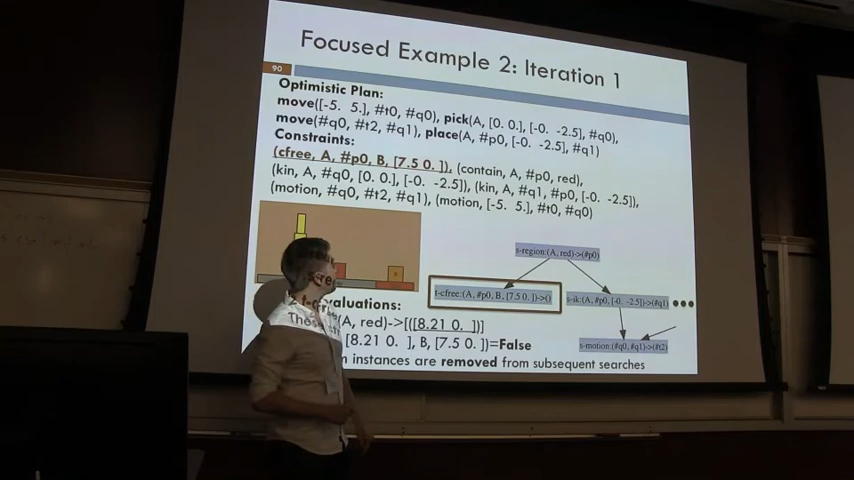 Focused Example 2: Iteration 1
90
Optimistic Plan:
move([-5. 5.], #t0, #q0), pick(A, [0. 0.], [-0. -2.5], #q0),
move(#q0, #t2, #q1), place(A, #p0, [-0. -2.5], #q1)
Constraints:
(cfree, A, #p0, B, [7.5 0. ]), (contain, A, #p0, red),
(kin, A, #q0, [0. 0.], [-0. -2.5]), (kin, A, #q1, #p0, [-0. -2.5]),
(motion, #q0, #t2, #q1), (motion, [-5. 5.], #t0, #q0)
s-region:(A, red)->(#p0)
t-cfree:(A, #p0, B, [7.5 0. ])->()
s-ik:(A, #p0, [-0. -2.5])->(#q1)
s-motion:(#q0, #q1)->(#t2)
valuations:
(A, red)->[([8.21 0. ])]
[8.21 0. ], B, [7.5 0. ])=False
instances are removed from subsequent searches